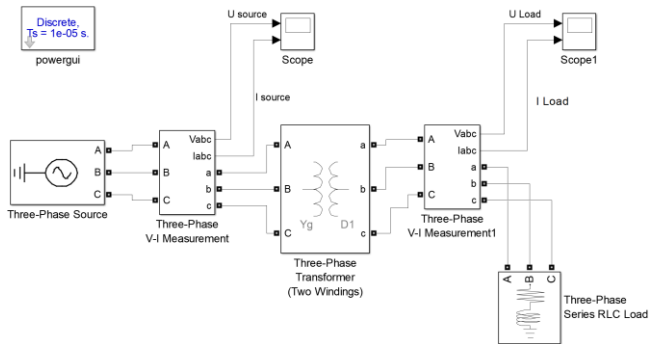 Discrete,
Ts = 1e-05 s.
powergui
U source
Scope
I source
U Load
Scope1
I Load
A
B
C
Three-Phase Source
A
B
C
Vabc
Iabc
a
b
c
Three-Phase
V-I Measurement
A
B
C
a
b
c
Yg
D1
Three-Phase
Transformer
(Two Windings)
A
B
C
Vabc
Iabc
a
b
c
Three-Phase
V-I Measurement1
A
B
C
Three-Phase
Series RLC Load